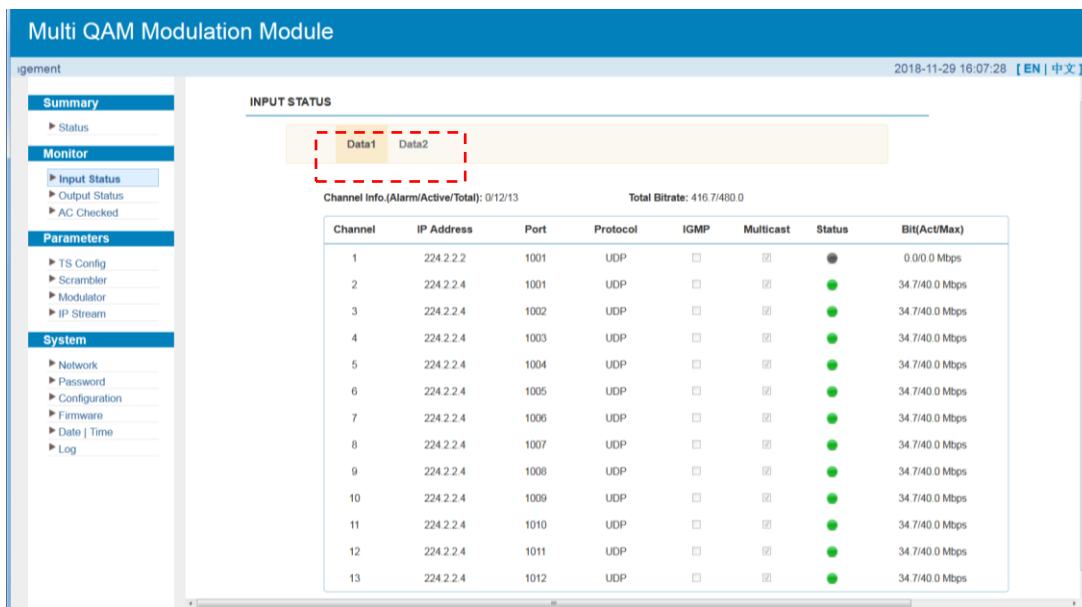 Multi QAM Modulation Module
gement
2018-11-29 16:07:28 [ EN | 中文 ]
Summary
Status
Monitor
Input Status
Output Status
AC Checked
Parameters
TS Config
Scrambler
Modulator
IP Stream
System
Network
Password
Configuration
Firmware
Date | Time
Log
INPUT STATUS
Data1 Data2
Channel Info.(Alarm/Active/Total): 0/12/13 Total Bitrate: 416.7/480.0
Channel IP Address Port Protocol IGMP Multicast Status Bit(Act/Max)
1 224.2.2.2 1001 UDP 0.0/0.0 Mbps
2 224.2.2.4 1001 UDP 34.7/40.0 Mbps
3 224.2.2.4 1002 UDP 34.7/40.0 Mbps
4 224.2.2.4 1003 UDP 34.7/40.0 Mbps
5 224.2.2.4 1004 UDP 34.7/40.0 Mbps
6 224.2.2.4 1005 UDP 34.7/40.0 Mbps
7 224.2.2.4 1006 UDP 34.7/40.0 Mbps
8 224.2.2.4 1007 UDP 34.7/40.0 Mbps
9 224.2.2.4 1008 UDP 34.7/40.0 Mbps
10 224.2.2.4 1009 UDP 34.7/40.0 Mbps
11 224.2.2.4 1010 UDP 34.7/40.0 Mbps
12 224.2.2.4 1011 UDP 34.7/40.0 Mbps
13 224.2.2.4 1012 UDP 34.7/40.0 Mbps